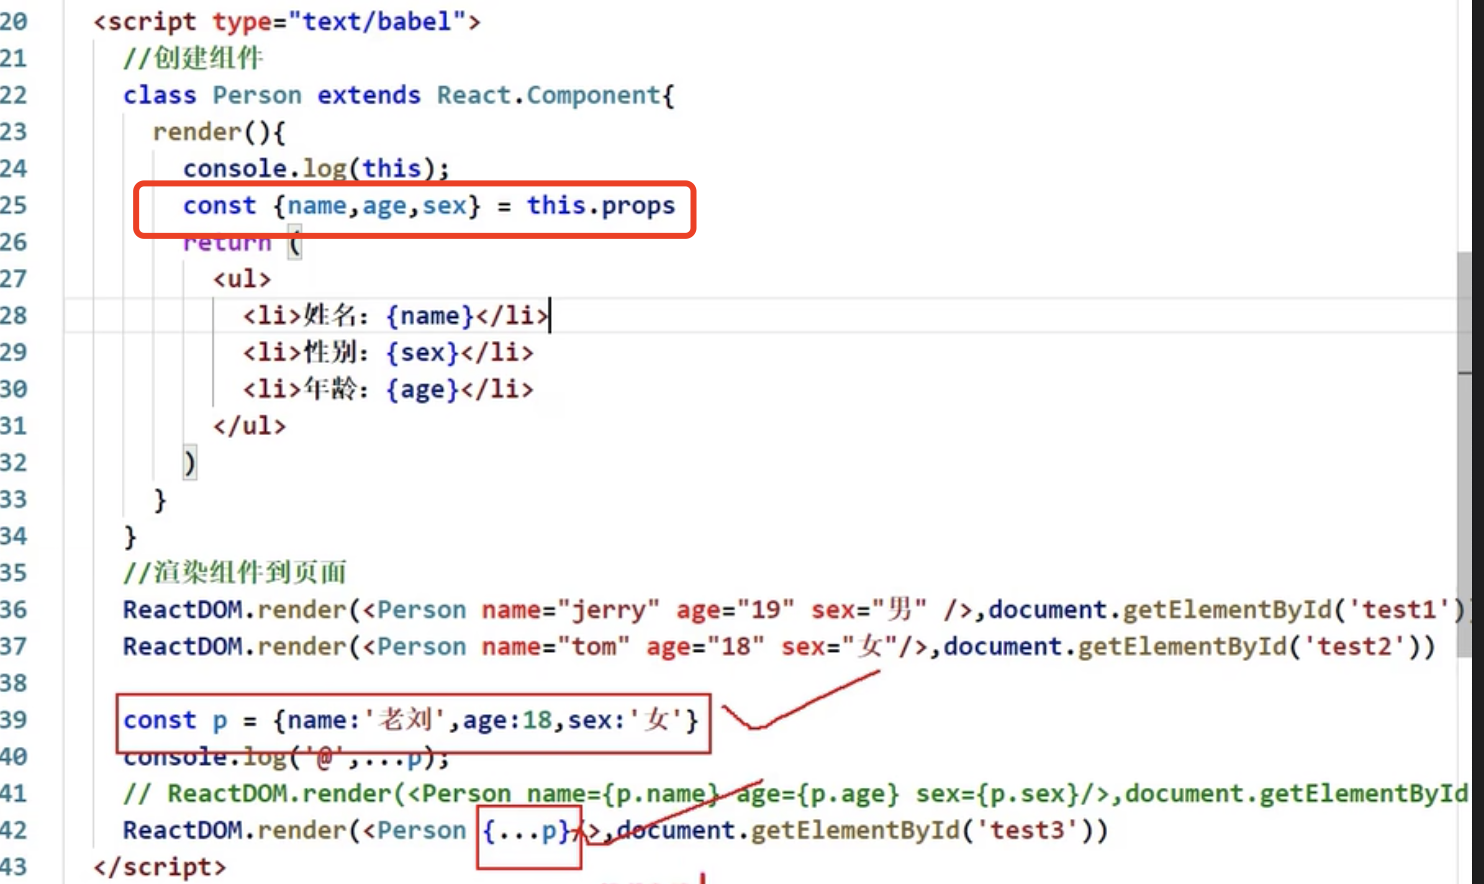 20 <script type="text/babel">
21 //创建组件
22 class Person extends React.Component{
23 render(){
24 console.log(this);
25 const {name,age,sex} = this.props
26 return (
27 <ul>
28 <li>姓名：{name}</li>
29 <li>性别：{sex}</li>
30 <li>年龄：{age}</li>
31 </ul>
32 )
33 }
34 }
35 //渲染组件到页面
36 ReactDOM.render(<Person name="jerry" age="19" sex="男" />,document.getElementById('test1'))
37 ReactDOM.render(<Person name="tom" age="18" sex="女"/>,document.getElementById('test2'))
38
39 const p = {name:'老刘',age:18,sex:'女'}
40 console.log('@',...p);
41 // ReactDOM.render(<Person name={p.name} age={p.age} sex={p.sex}/>,document.getElementById
42 ReactDOM.render(<Person {...p}/>,document.getElementById('test3'))
43 </script>